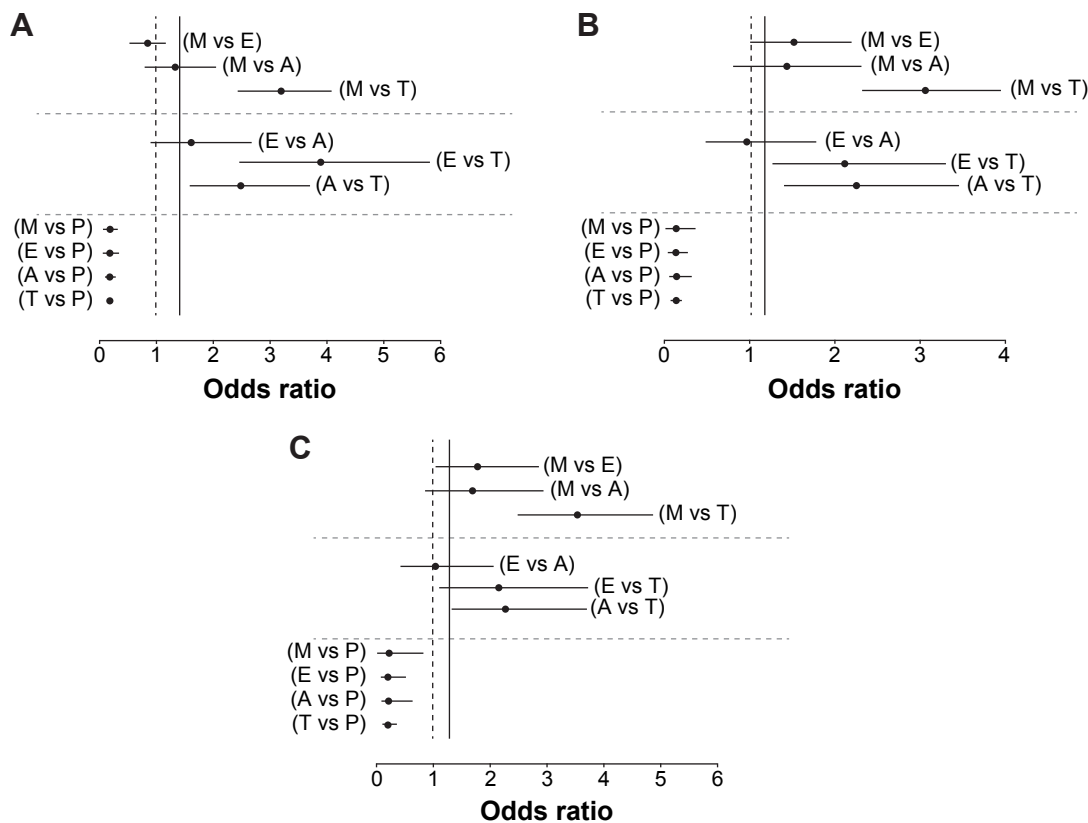 A
(M vs E)
(M vs A)
(M vs T)
(E vs A)
(E vs T)
(A vs T)
(M vs P)
(E vs P)
(A vs P)
(T vs P)
0 1 2 3 4 5 6
Odds ratio
B
(M vs E)
(M vs A)
(M vs T)
(E vs A)
(E vs T)
(A vs T)
(M vs P)
(E vs P)
(A vs P)
(T vs P)
0 1 2 3 4
Odds ratio
C
(M vs E)
(M vs A)
(M vs T)
(E vs A)
(E vs T)
(A vs T)
(M vs P)
(E vs P)
(A vs P)
(T vs P)
0 1 2 3 4 5 6
Odds ratio